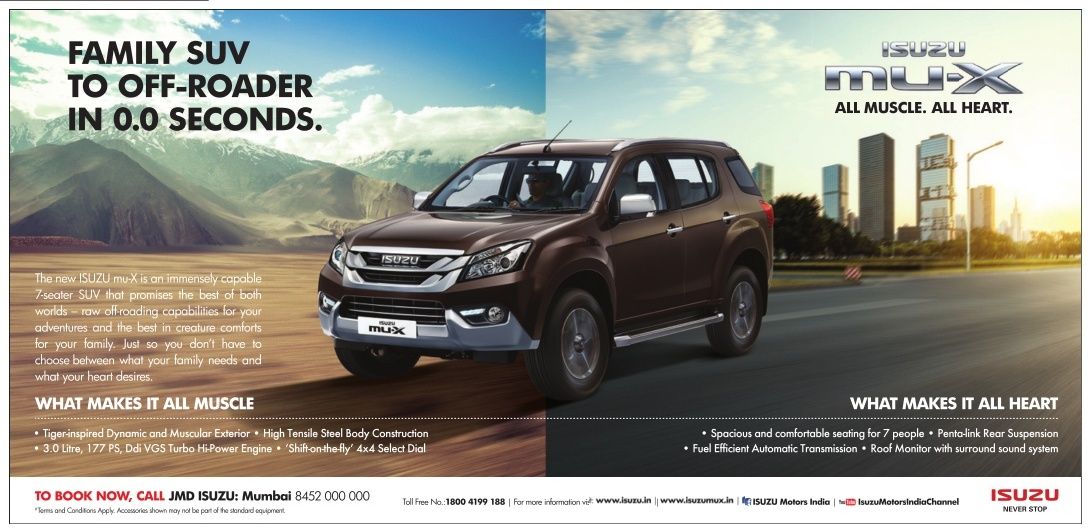 FAMILY SUV
TO OFF-ROADER
IN 0.0 SECONDS.
ISUZU
mu-X
ALL MUSCLE. ALL HEART.
The new ISUZU mu-X is an immensely capable
7-seater SUV that promises the best of both
worlds – raw off-roading capabilities for your
adventures and the best in creature comforts
for your family. Just so you don't have to
choose between what your family needs and
what your heart desires.
ISUZU
ISUZU
mu-X
WHAT MAKES IT ALL MUSCLE
• Tiger-inspired Dynamic and Muscular Exterior • High Tensile Steel Body Construction
• 3.0 Litre, 177 PS, Ddi VGS Turbo Hi-Power Engine • 'Shift-on-the-fly' 4x4 Select Dial
WHAT MAKES IT ALL HEART
• Spacious and comfortable seating for 7 people • Penta-link Rear Suspension
• Fuel Efficient Automatic Transmission • Roof Monitor with surround sound system
TO BOOK NOW, CALL JMD ISUZU: Mumbai 8452 000 000
*Terms and Conditions Apply. Accessories shown may not be part of the standard equipment.
Toll Free No.:1800 4199 188 | For more information visit: www.isuzu.in || www.isuzumux.in | f ISUZU Motors India | YouTube IsuzuMotorsIndiaChannel
ISUZU
NEVER STOP